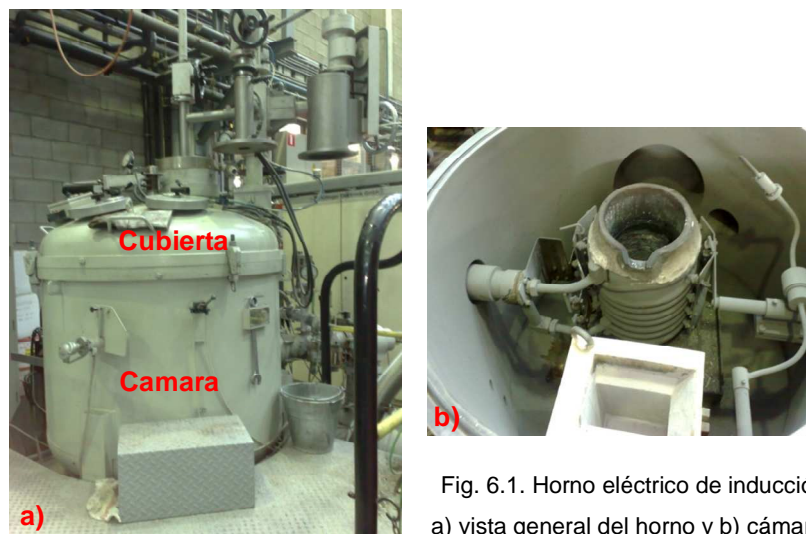 Cubierta
Camara
a)
b)
Fig. 6.1. Horno eléctrico de inducció
a) vista general del horno y b) cámar